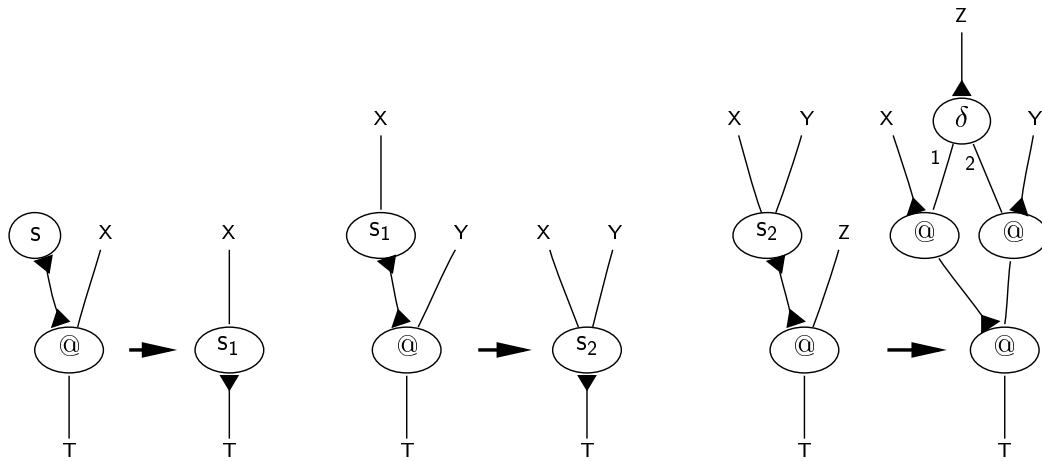 Z
X X Y X δ Y
1 2
s X X s₁ Y X Y s₂ Z @ @
@ s₁ @ s₂ @ @
T T T T T T